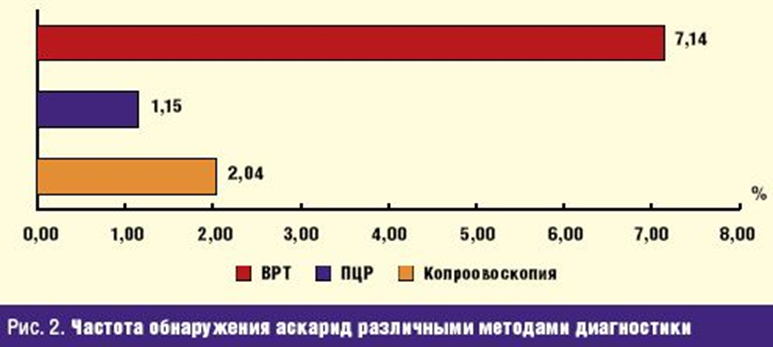 7,14
1,15
2,04
%
0,00 1,00 2,00 3,00 4,00 5,00 6,00 7,00 8,00
ВРТ ПЦР Копроовоскопия
Рис. 2. Частота обнаружения аскарид различными методами диагностики